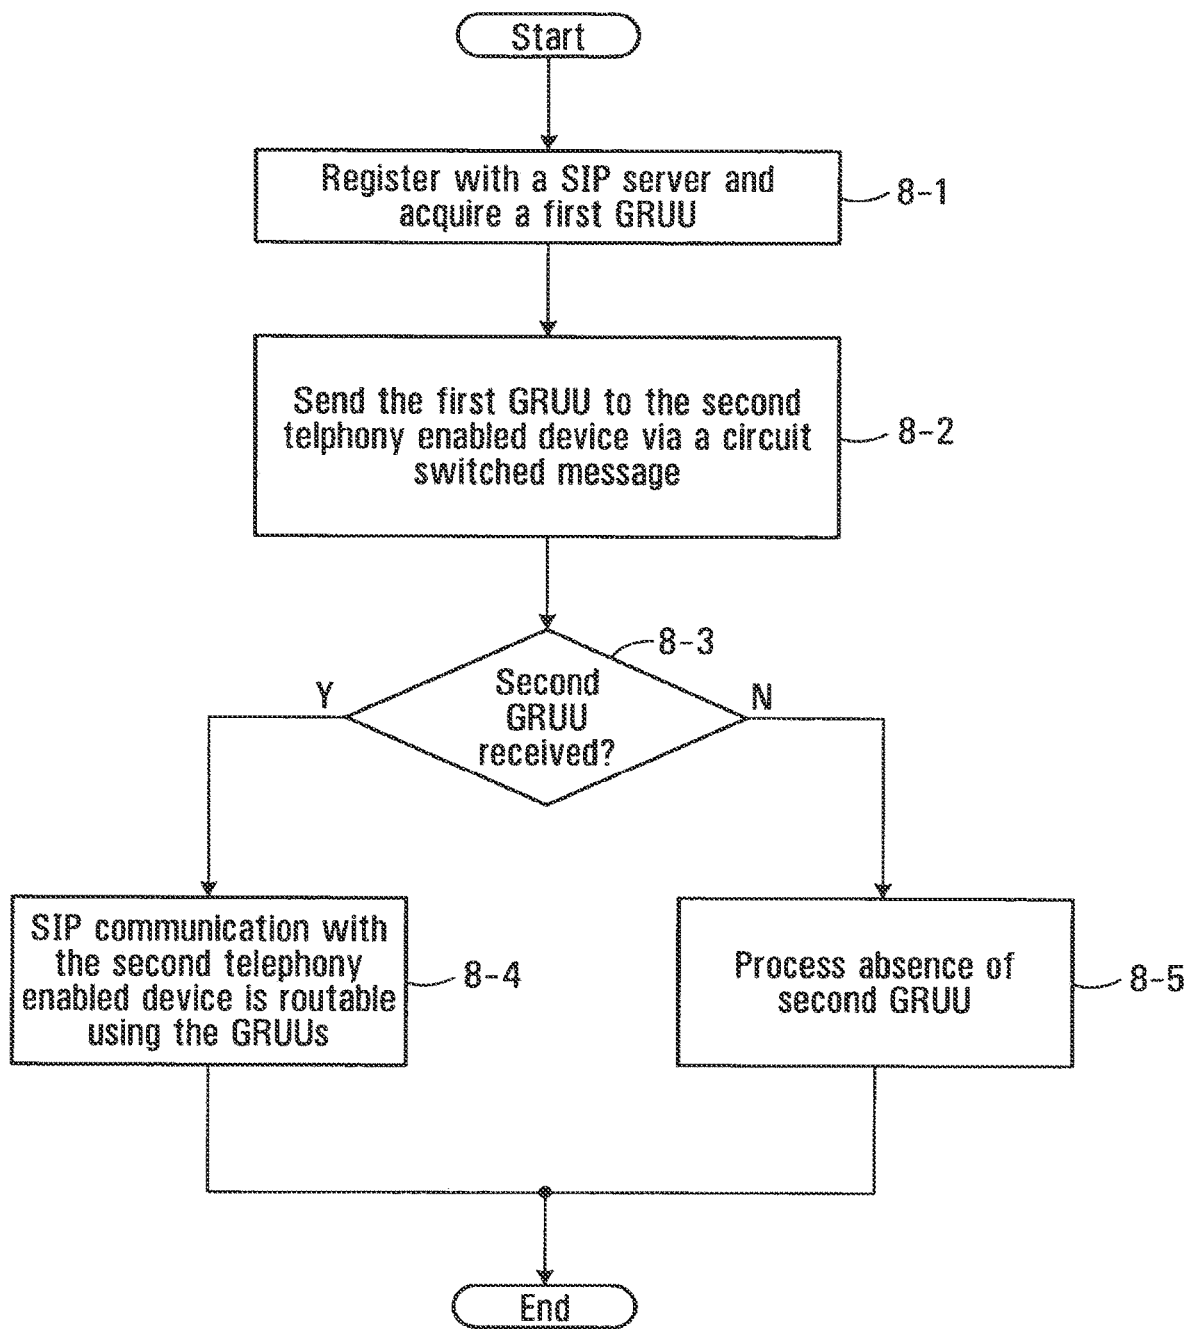 Start
Register with a SIP server and
acquire a first GRUU
8-1
Send the first GRUU to the second
telphony enabled device via a circuit
switched message
8-2
8-3
Second
GRUU
received?
Y
N
SIP communication with
the second telephony
enabled device is routable
using the GRUUs
8-4
Process absence of
second GRUU
8-5
End